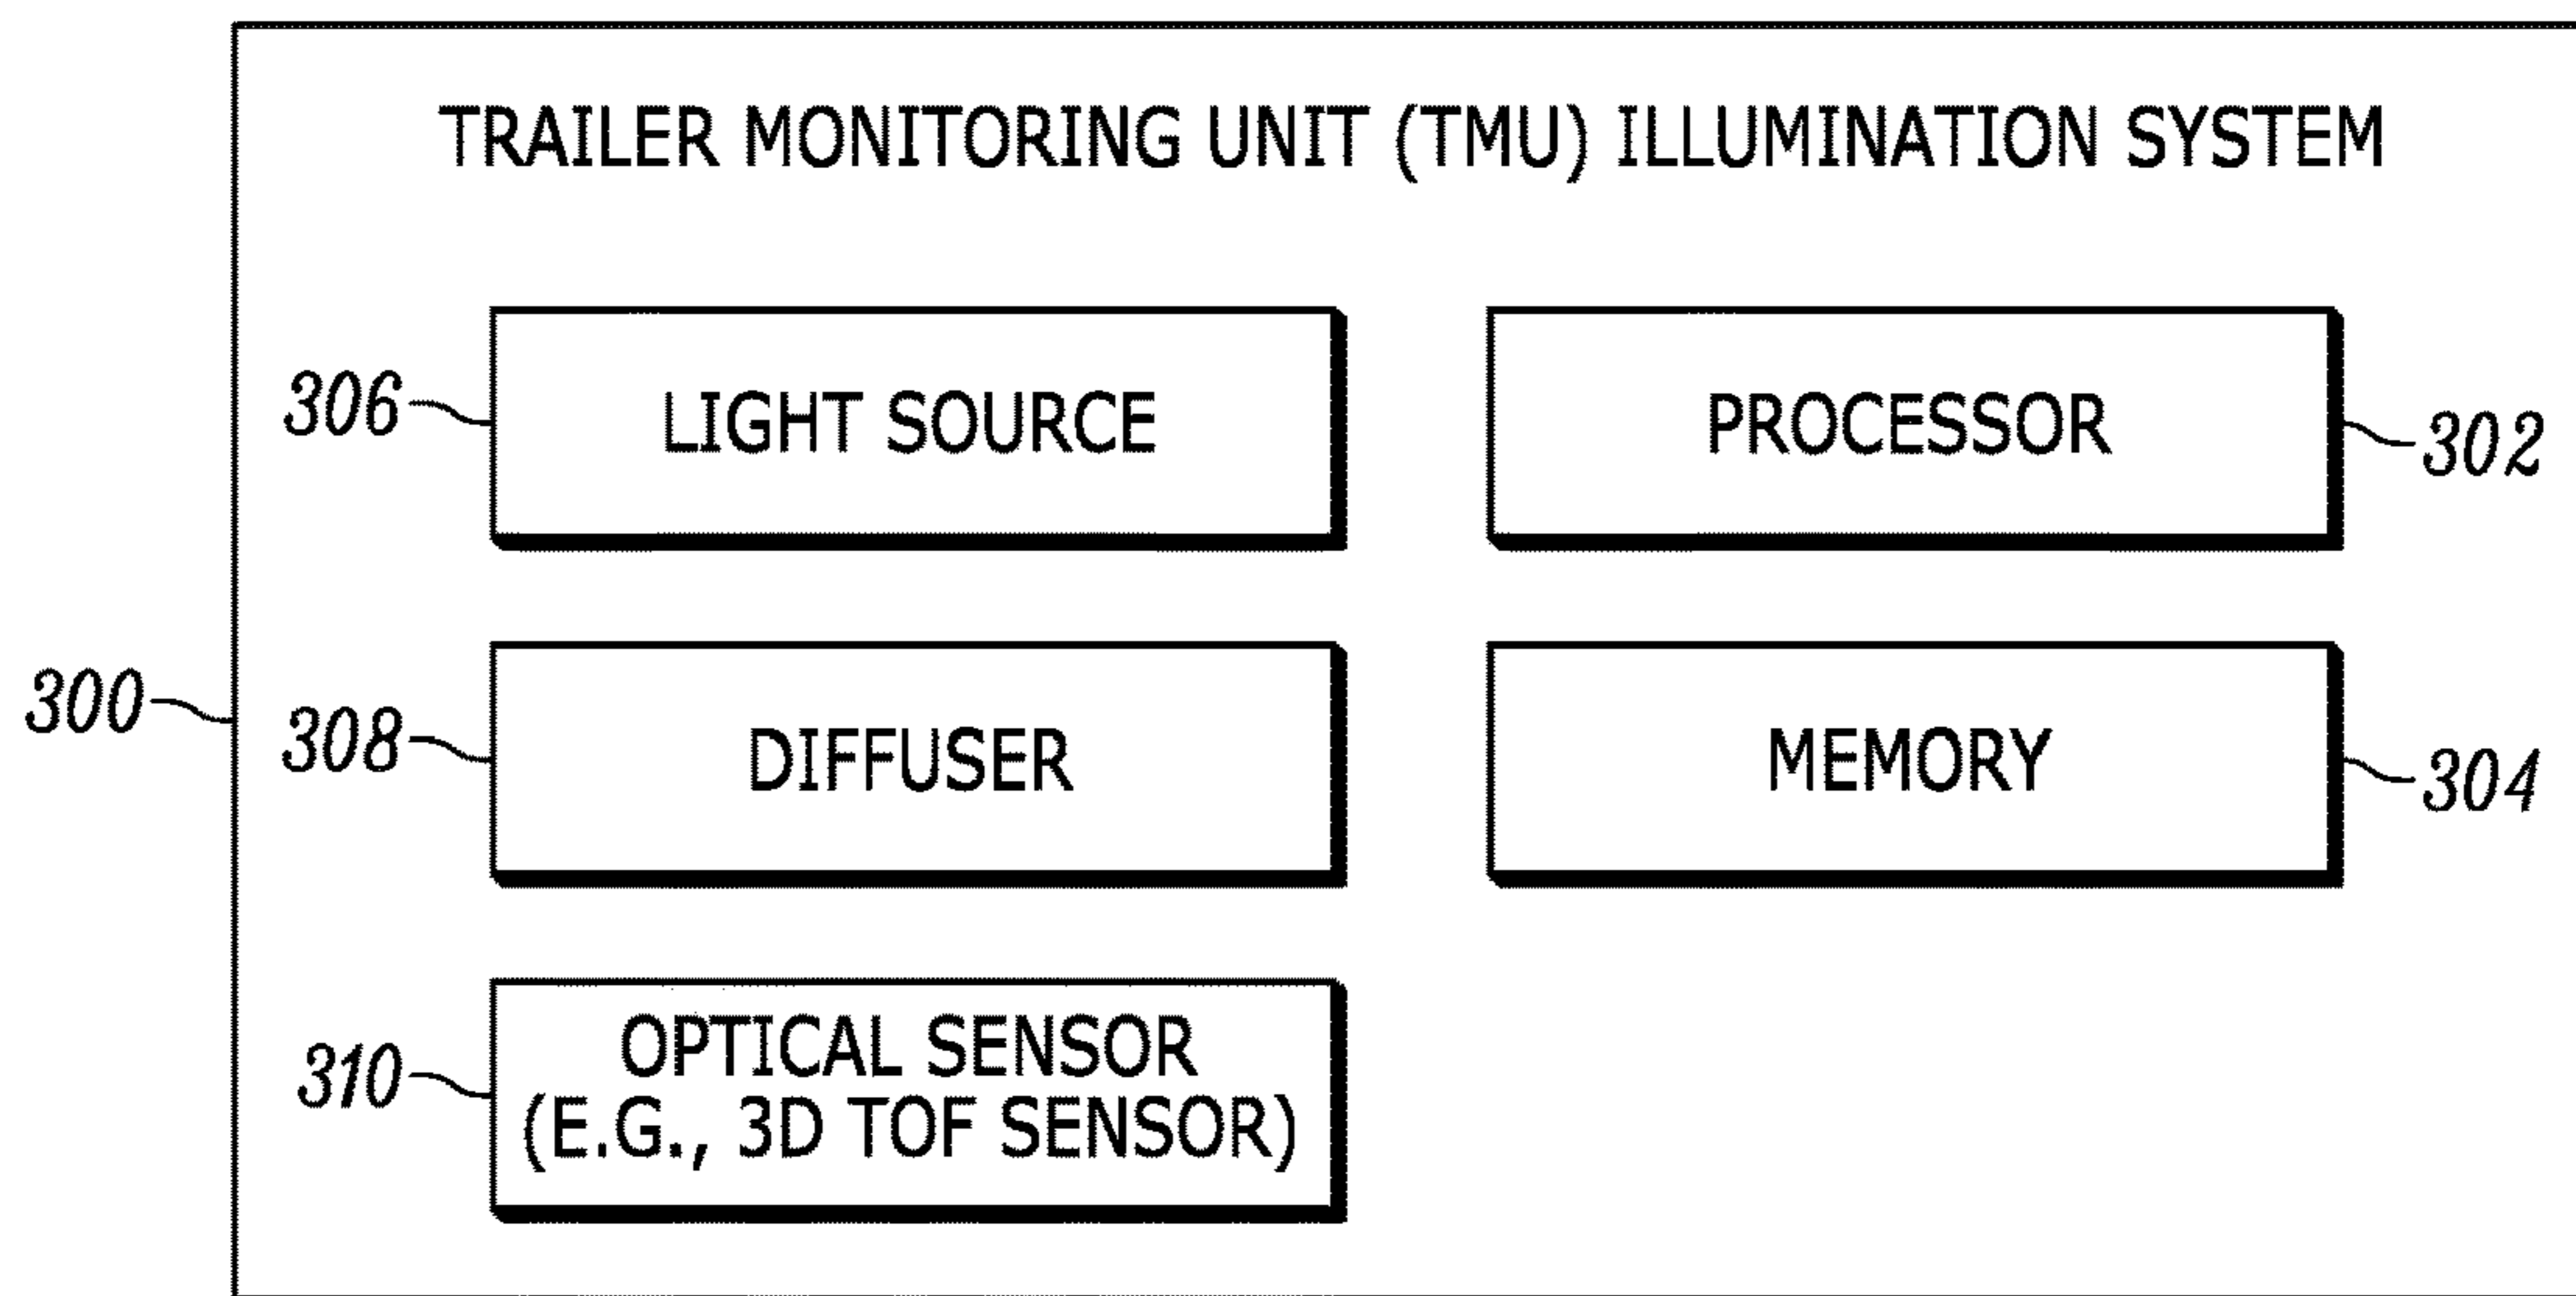 TRAILER MONITORING UNIT (TMU) ILLUMINATION SYSTEM
306
LIGHT SOURCE
PROCESSOR
302
300
308
DIFFUSER
MEMORY
304
310
OPTICAL SENSOR
(E.G., 3D TOF SENSOR)